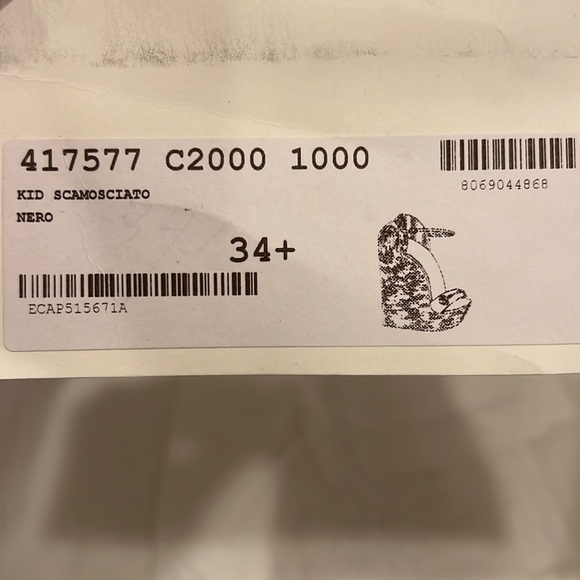 417577 C2000 1000
8069044868
KID SCAMOSCIATO
NERO
34+
ECAP515671A